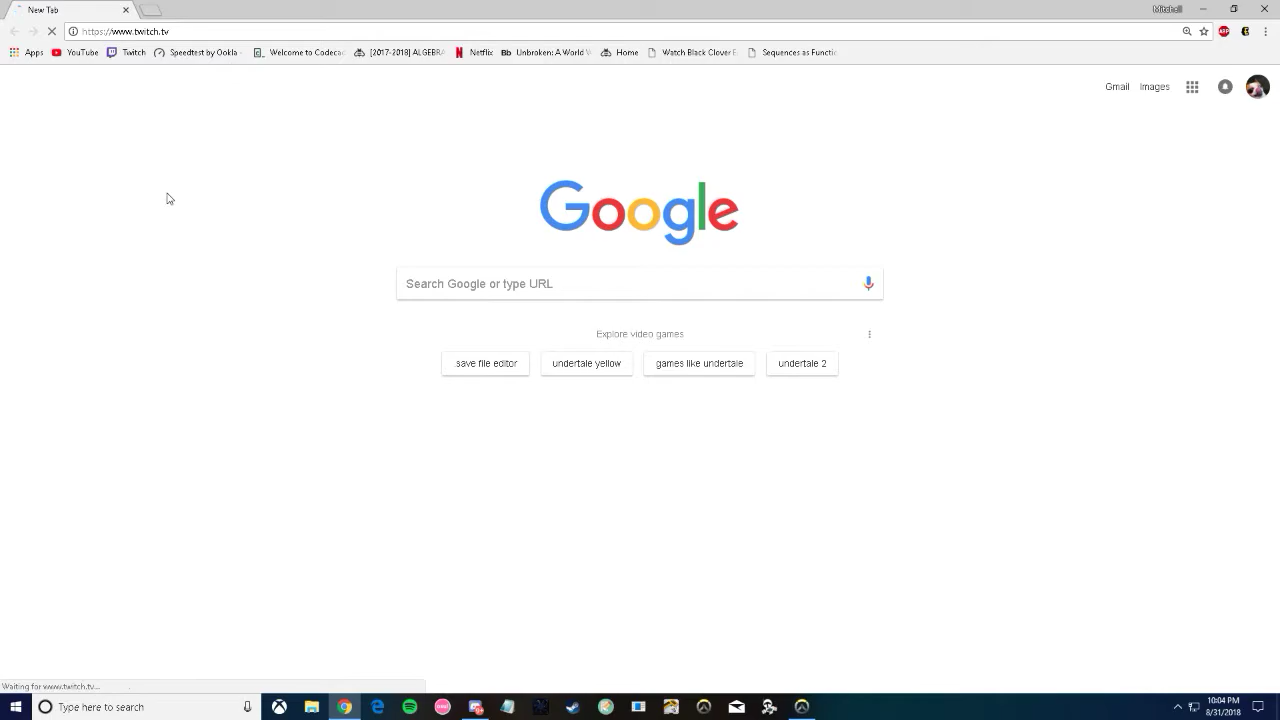 New Tab
Mitchell
https://www.twitch.tv
Apps YouTube Twitch Speedtest by Ookla - Welcome to Codecad [2017-2018] ALGEBRA Netflix Bb Unbroken: A World W Home Watch Black Clover E Sequences as Functi
Gmail Images
Google
Search Google or type URL
Explore video games
save file editor undertale yellow games like undertale undertale 2
Waiting for www.twitch.tv...
Type here to search
10:04 PM
8/31/2018